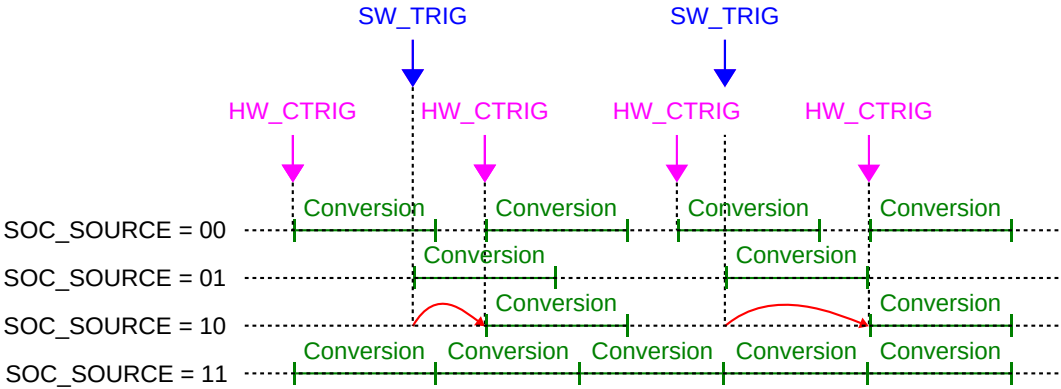 SW_TRIG SW_TRIG
HW_CTRIG HW_CTRIG HW_CTRIG HW_CTRIG
Conversion Conversion Conversion Conversion
SOC_SOURCE = 00
Conversion Conversion
SOC_SOURCE = 01
Conversion Conversion
SOC_SOURCE = 10
Conversion Conversion Conversion Conversion Conversion
SOC_SOURCE = 11